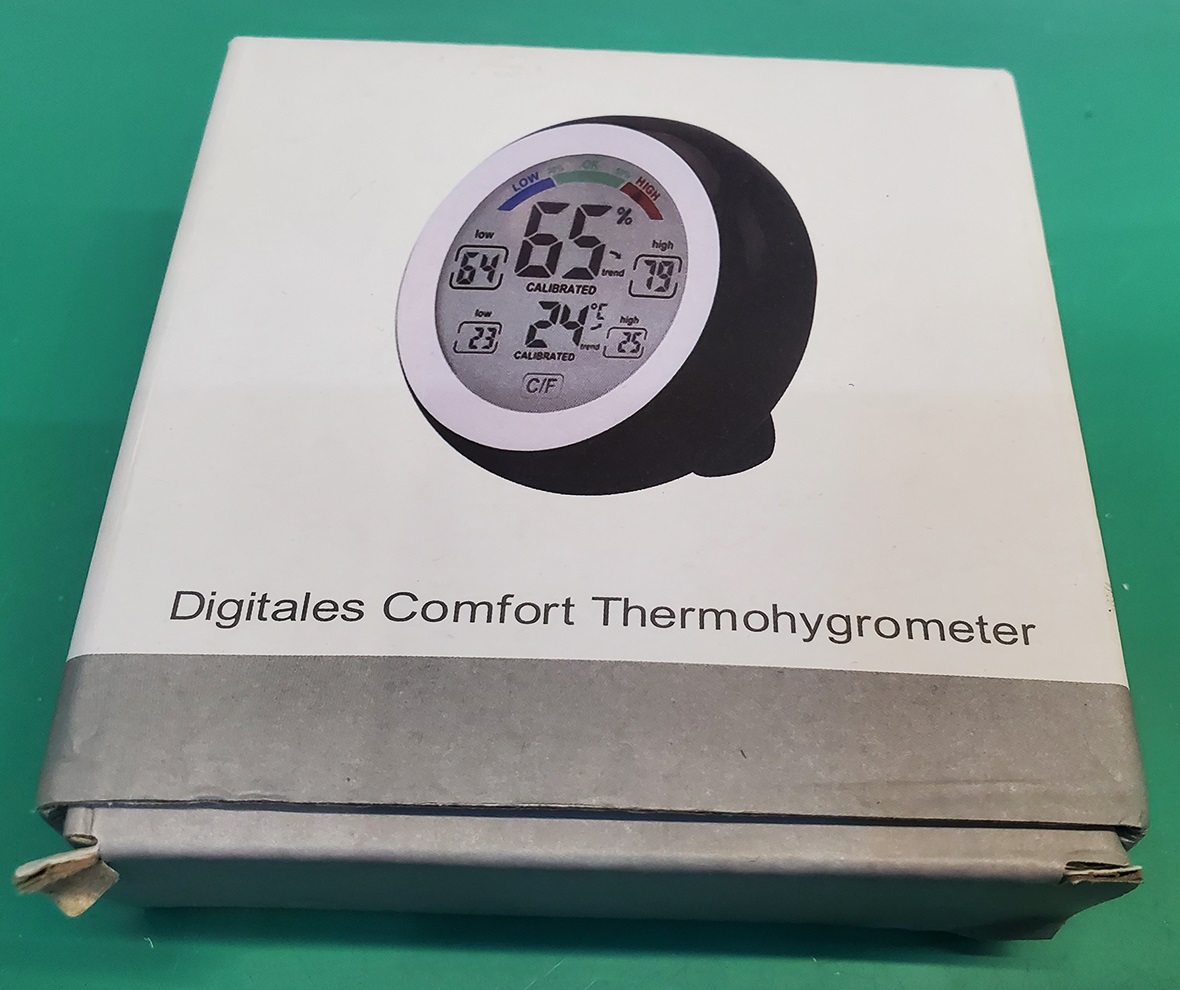 LOW OK HIGH
65 %
low
64
high
79
trend
CALIBRATED
low
23
24 °C
high
25
trend
CALIBRATED
C/F
Digitales Comfort Thermohygrometer